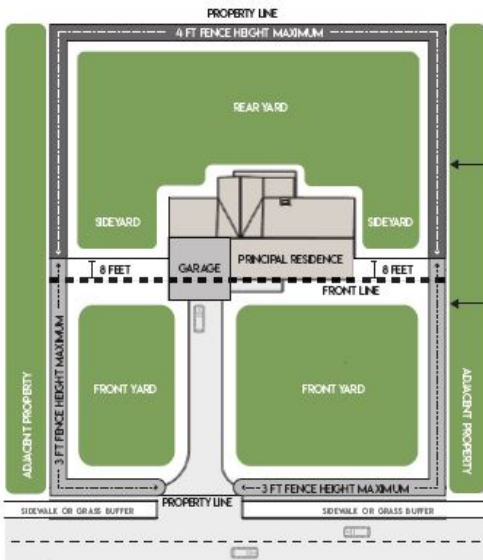 PROPERTY LINE
4 FT FENCE HEIGHT MAXIMUM
REAR YARD
SIDEYARD
SIDEYARD
8 FEET
GARAGE
PRINCIPAL RESIDENCE
8 FEET
FRONT LINE
3 FT FENCE HEIGHT MAXIMUM
FRONT YARD
FRONT YARD
ADJACENT PROPERTY
ADJACENT PROPERTY
3 FT FENCE HEIGHT MAXIMUM
PROPERTY LINE
SIDEWALK OR GRASS BUFFER
SIDEWALK OR GRASS BUFFER